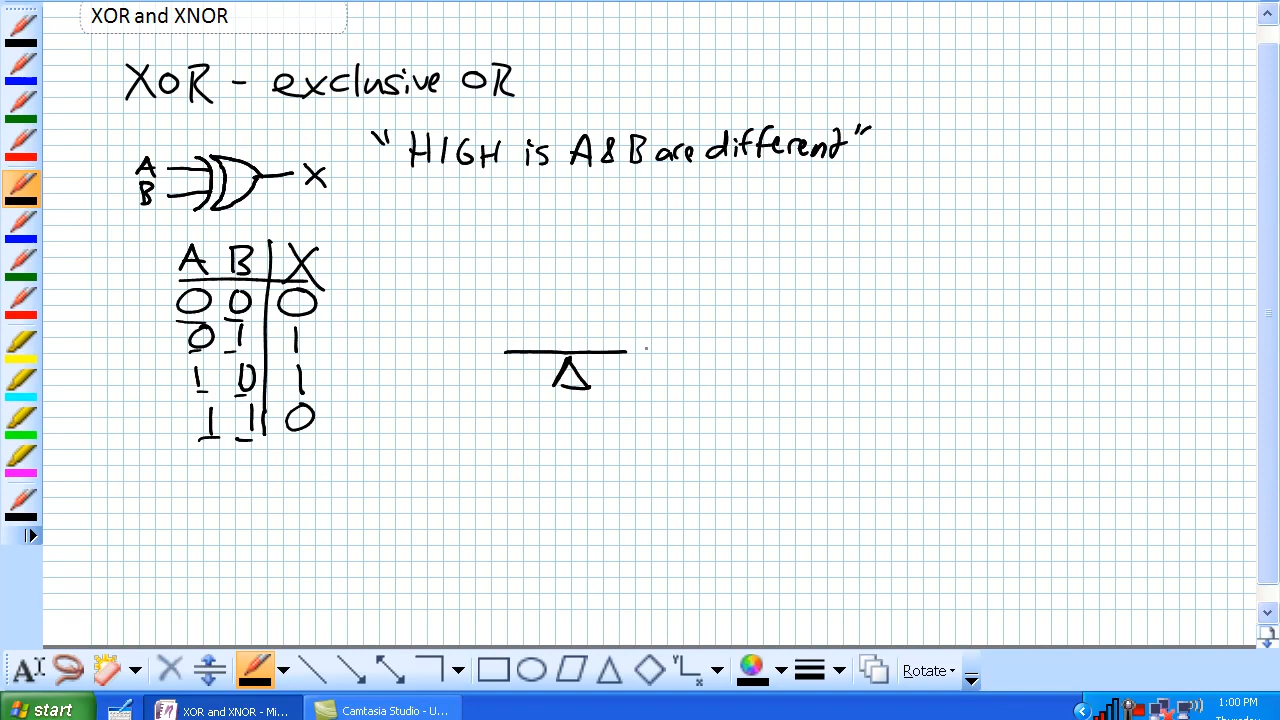 XOR and XNOR
XOR - exclusive OR
"HIGH is A & B are different"
A
B
X
A B X
0 0 0
0 1 1
1 0 1
1 1 0
A
Rotate
start
XOR and XNOR - Mi...
Camtasia Studio - U...
1:00 PM